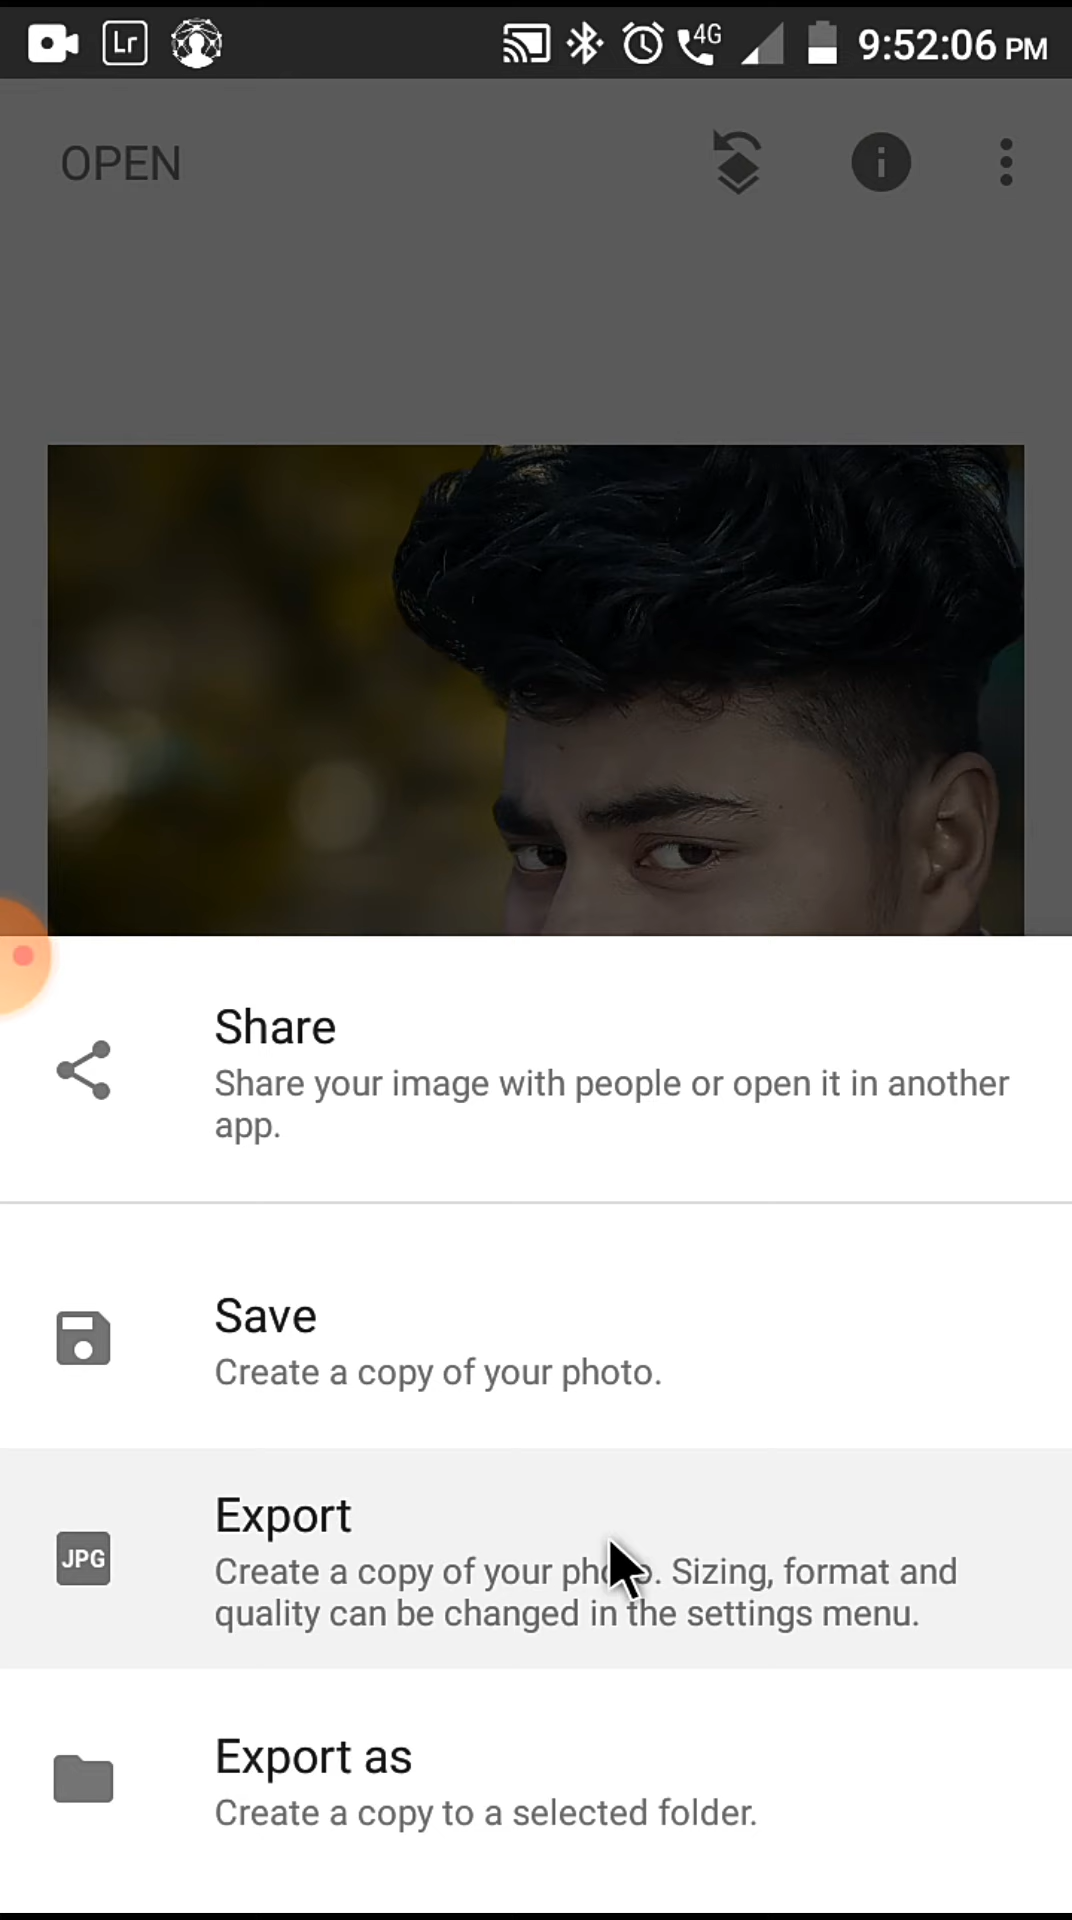 Lr 4G 9:52:06 PM
OPEN
Share
Share your image with people or open it in another
app.
Save
Create a copy of your photo.
Export
JPG
Create a copy of your pho o. Sizing, format and
quality can be changed in the settings menu.
Export as
Create a copy to a selected folder.